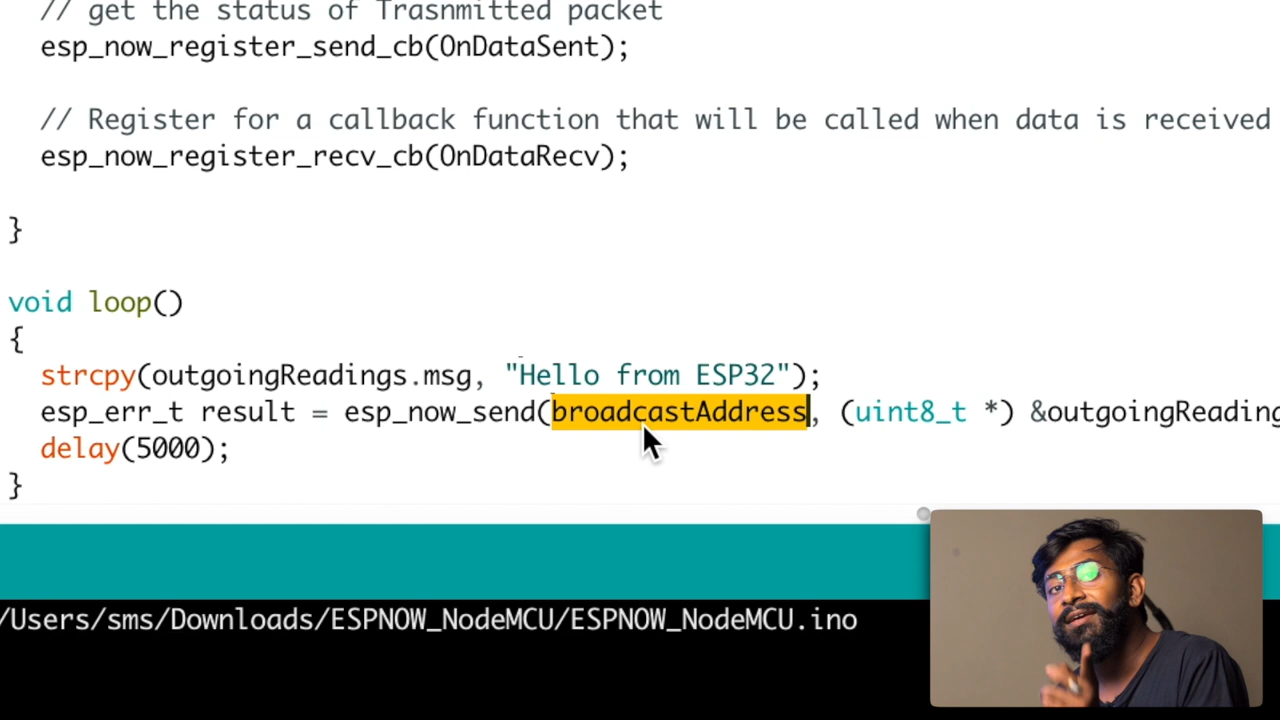 // get the status of Trasnmitted packet
esp_now_register_send_cb(OnDataSent);
// Register for a callback function that will be called when data is received
esp_now_register_recv_cb(OnDataRecv);
}
void loop()
{
strcpy(outgoingReadings.msg, "Hello from ESP32");
esp_err_t result = esp_now_send(broadcastAddress, (uint8_t *) &outgoingReading
delay(5000);
}
/Users/sms/Downloads/ESPNOW_NodeMCU/ESPNOW_NodeMCU.ino